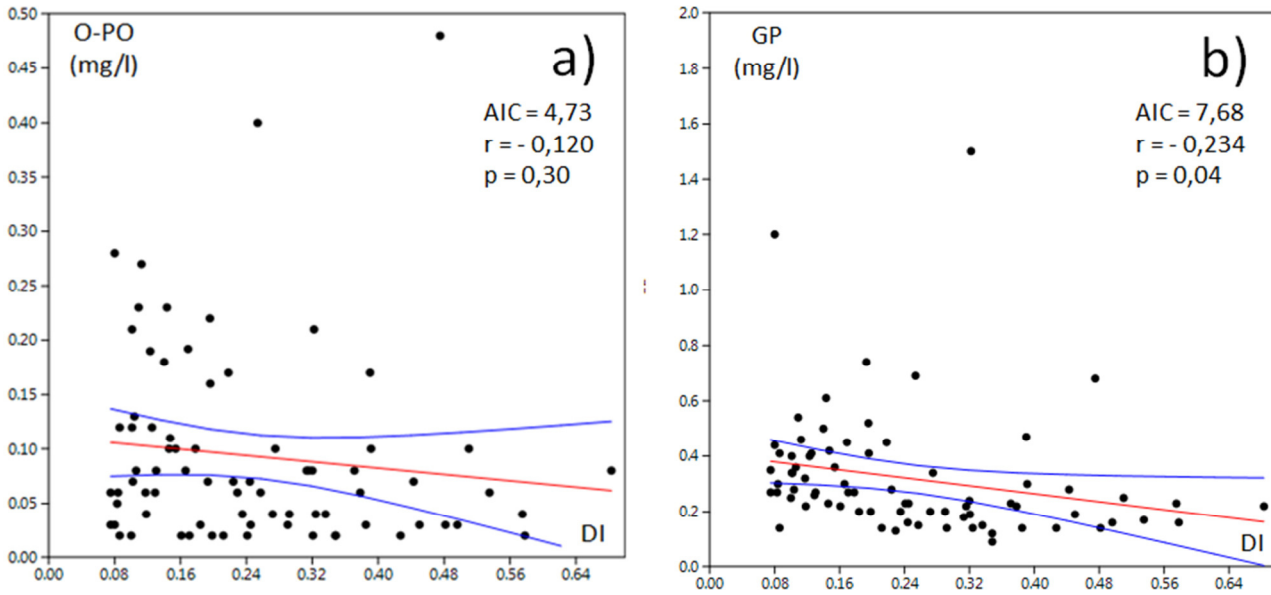 O-PO
(mg/l)
a)
AIC = 4,73
r = - 0,120
p = 0,30
0.50
0.45
0.40
0.35
0.30
0.25
0.20
0.15
0.10
0.05
0.00
DI
0.00 0.08 0.16 0.24 0.32 0.40 0.48 0.56 0.64
GP
(mg/l)
b)
AIC = 7,68
r = - 0,234
p = 0,04
2.0
1.8
1.6
1.4
1.2
1.0
0.8
0.6
0.4
0.2
0.0
DI
0.00 0.08 0.16 0.24 0.32 0.40 0.48 0.56 0.64